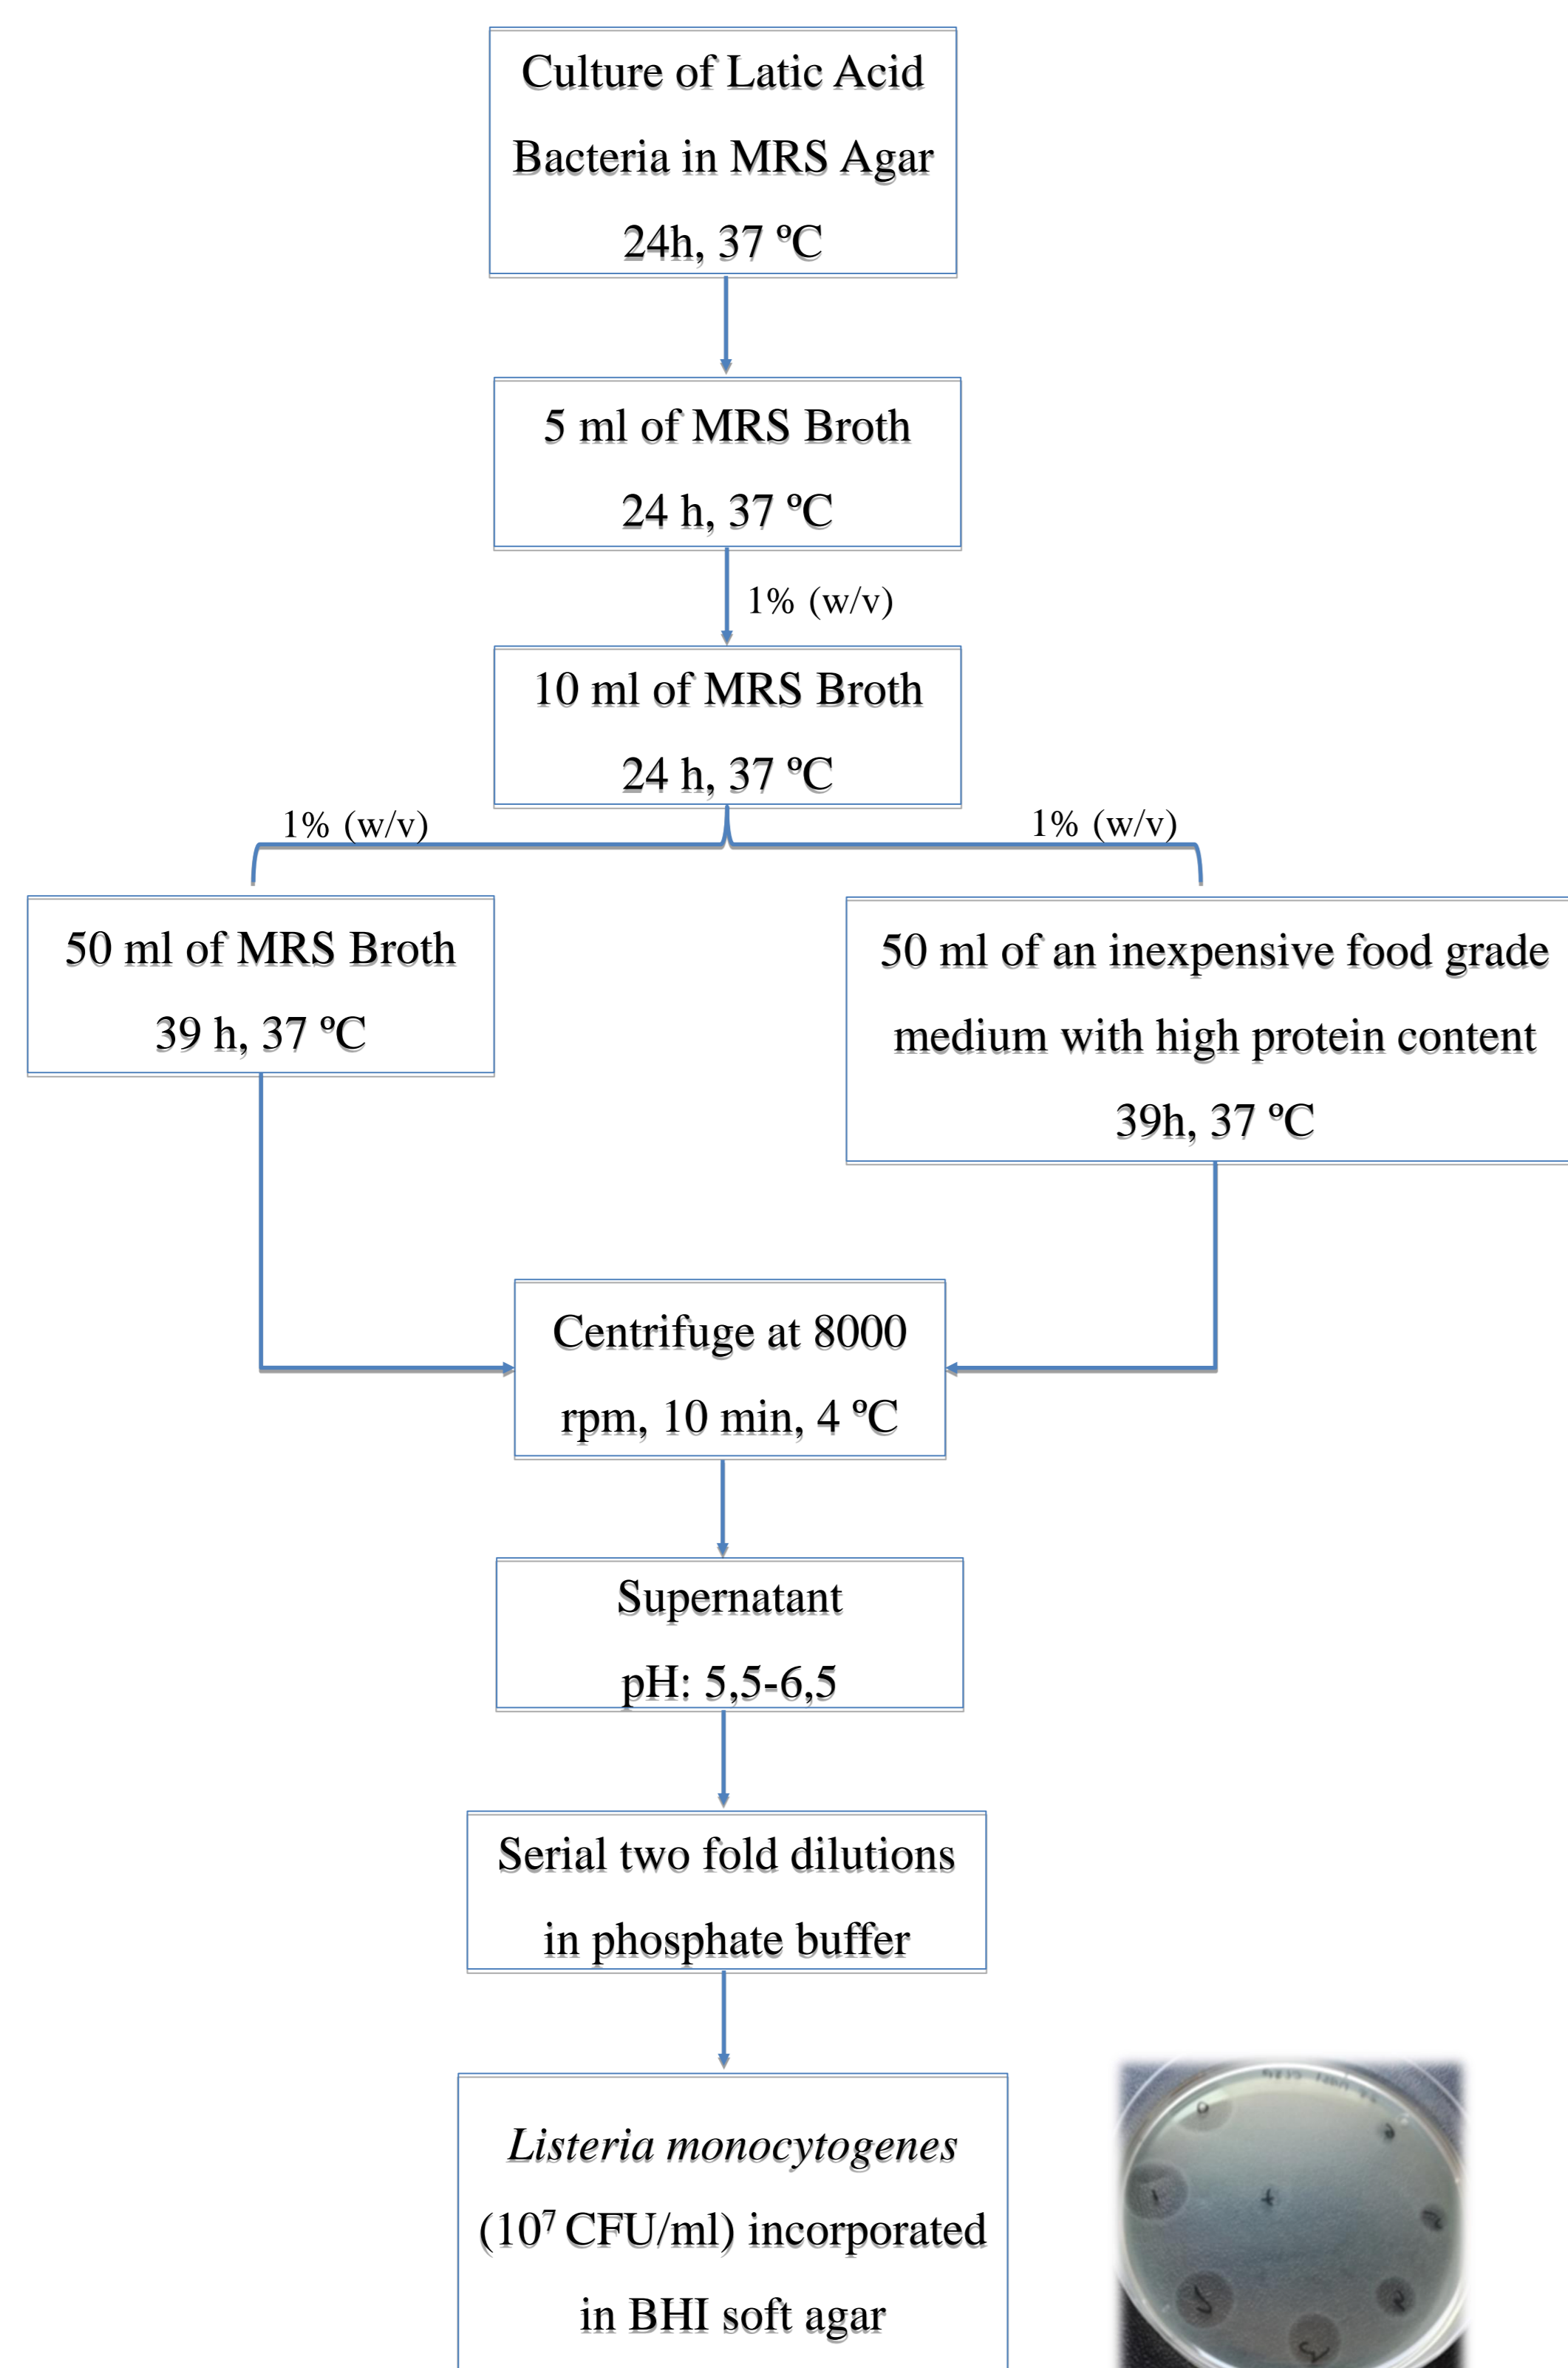 Culture of Latic Acid
Bacteria in MRS Agar
24h, 37 ºC
5 ml of MRS Broth
24 h, 37 ºC
1% (w/v)
10 ml of MRS Broth
24 h, 37 ºC
1% (w/v)
1% (w/v)
50 ml of MRS Broth
39 h, 37 ºC
50 ml of an inexpensive food grade
medium with high protein content
39h, 37 ºC
Centrifuge at 8000
rpm, 10 min, 4 ºC
Supernatant
pH: 5,5-6,5
Serial two fold dilutions
in phosphate buffer
Listeria monocytogenes
(10⁷ CFU/ml) incorporated
in BHI soft agar